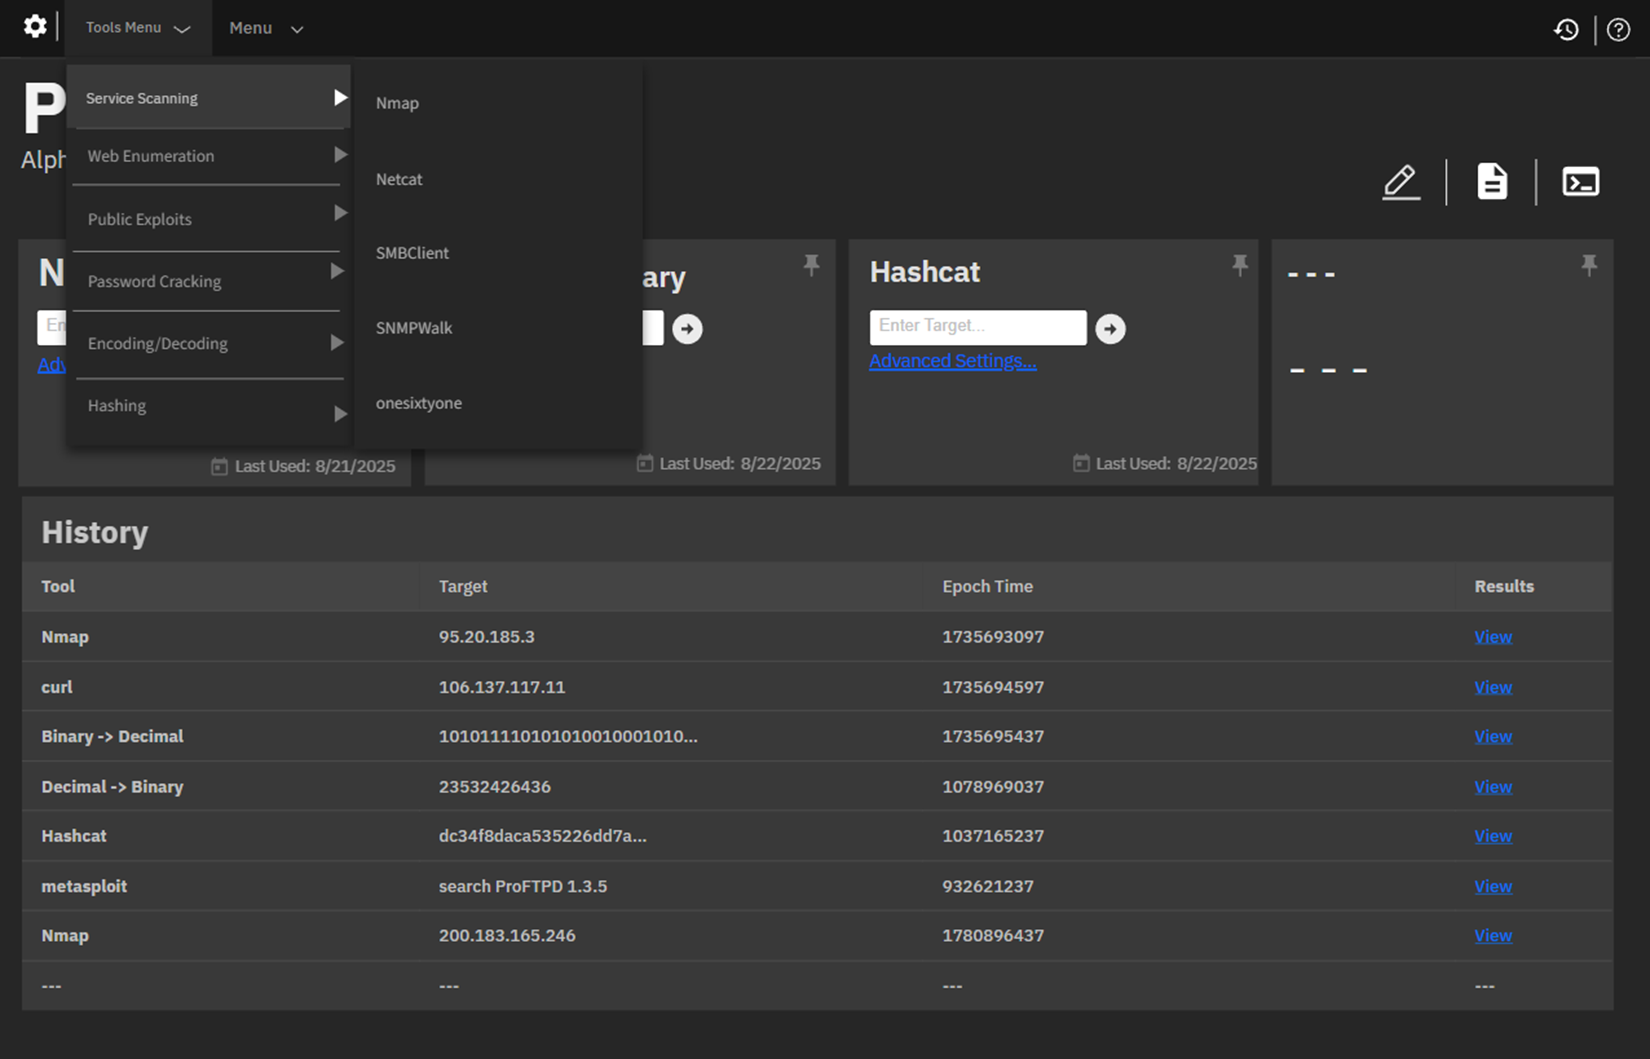 Tools Menu
Menu
P
Alph
Service Scanning
Web Enumeration
Public Exploits
Password Cracking
Encoding/Decoding
Hashing
Nmap
Netcat
SMBClient
SNMPWalk
onesixtyone
N
En
Adv
Last Used: 8/21/2025
ary
Last Used: 8/22/2025
Hashcat
Enter Target...
Advanced Settings...
Last Used: 8/22/2025
---
---
History
Tool Target Epoch Time Results
Nmap 95.20.185.3 1735693097 View
curl 106.137.117.11 1735694597 View
Binary -> Decimal 101011110101010010001010... 1735695437 View
Decimal -> Binary 23532426436 1078969037 View
Hashcat dc34f8daca535226dd7a... 1037165237 View
metasploit search ProFTPD 1.3.5 932621237 View
Nmap 200.183.165.246 1780896437 View
--- --- --- ---